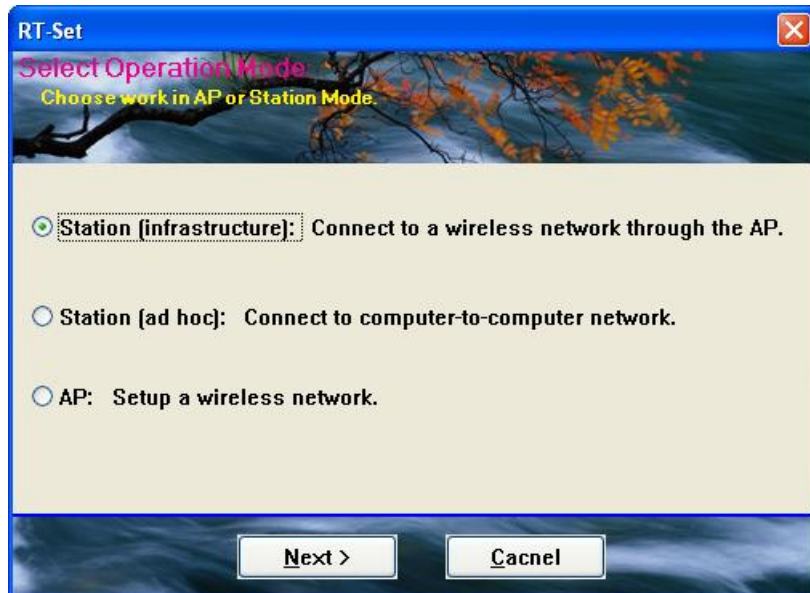 RT-Set
Select Operation Mode:
Choose work in AP or Station Mode.
Station (infrastructure): Connect to a wireless network through the AP.
Station (ad hoc): Connect to computer-to-computer network.
AP: Setup a wireless network.
Next > Cacnel